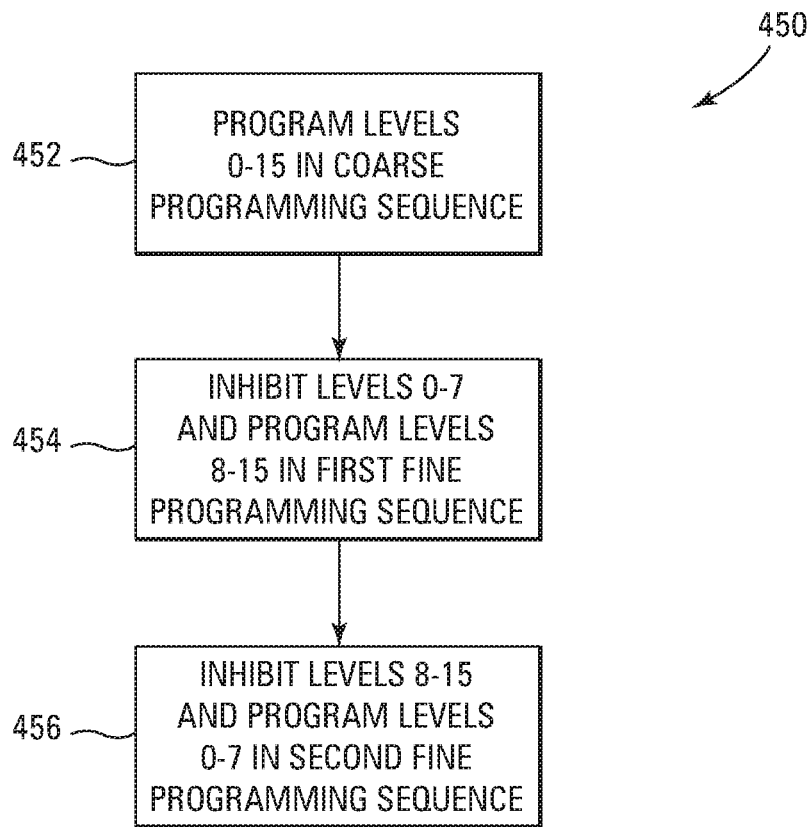 450
452
PROGRAM LEVELS
0-15 IN COARSE
PROGRAMMING SEQUENCE
454
INHIBIT LEVELS 0-7
AND PROGRAM LEVELS
8-15 IN FIRST FINE
PROGRAMMING SEQUENCE
456
INHIBIT LEVELS 8-15
AND PROGRAM LEVELS
0-7 IN SECOND FINE
PROGRAMMING SEQUENCE